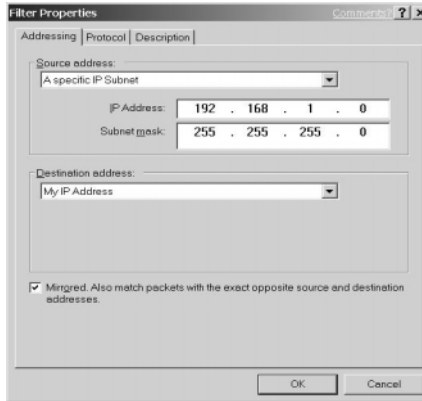 Filter Properties Comments? ? ×
Addressing Protocol Description
Source address:
A specific IP Subnet
IP Address: 192 . 168 . 1 . 0
Subnet mask: 255 . 255 . 255 . 0
Destination address:
My IP Address
Mirrored. Also match packets with the exact opposite source and destination
addresses.
OK Cancel